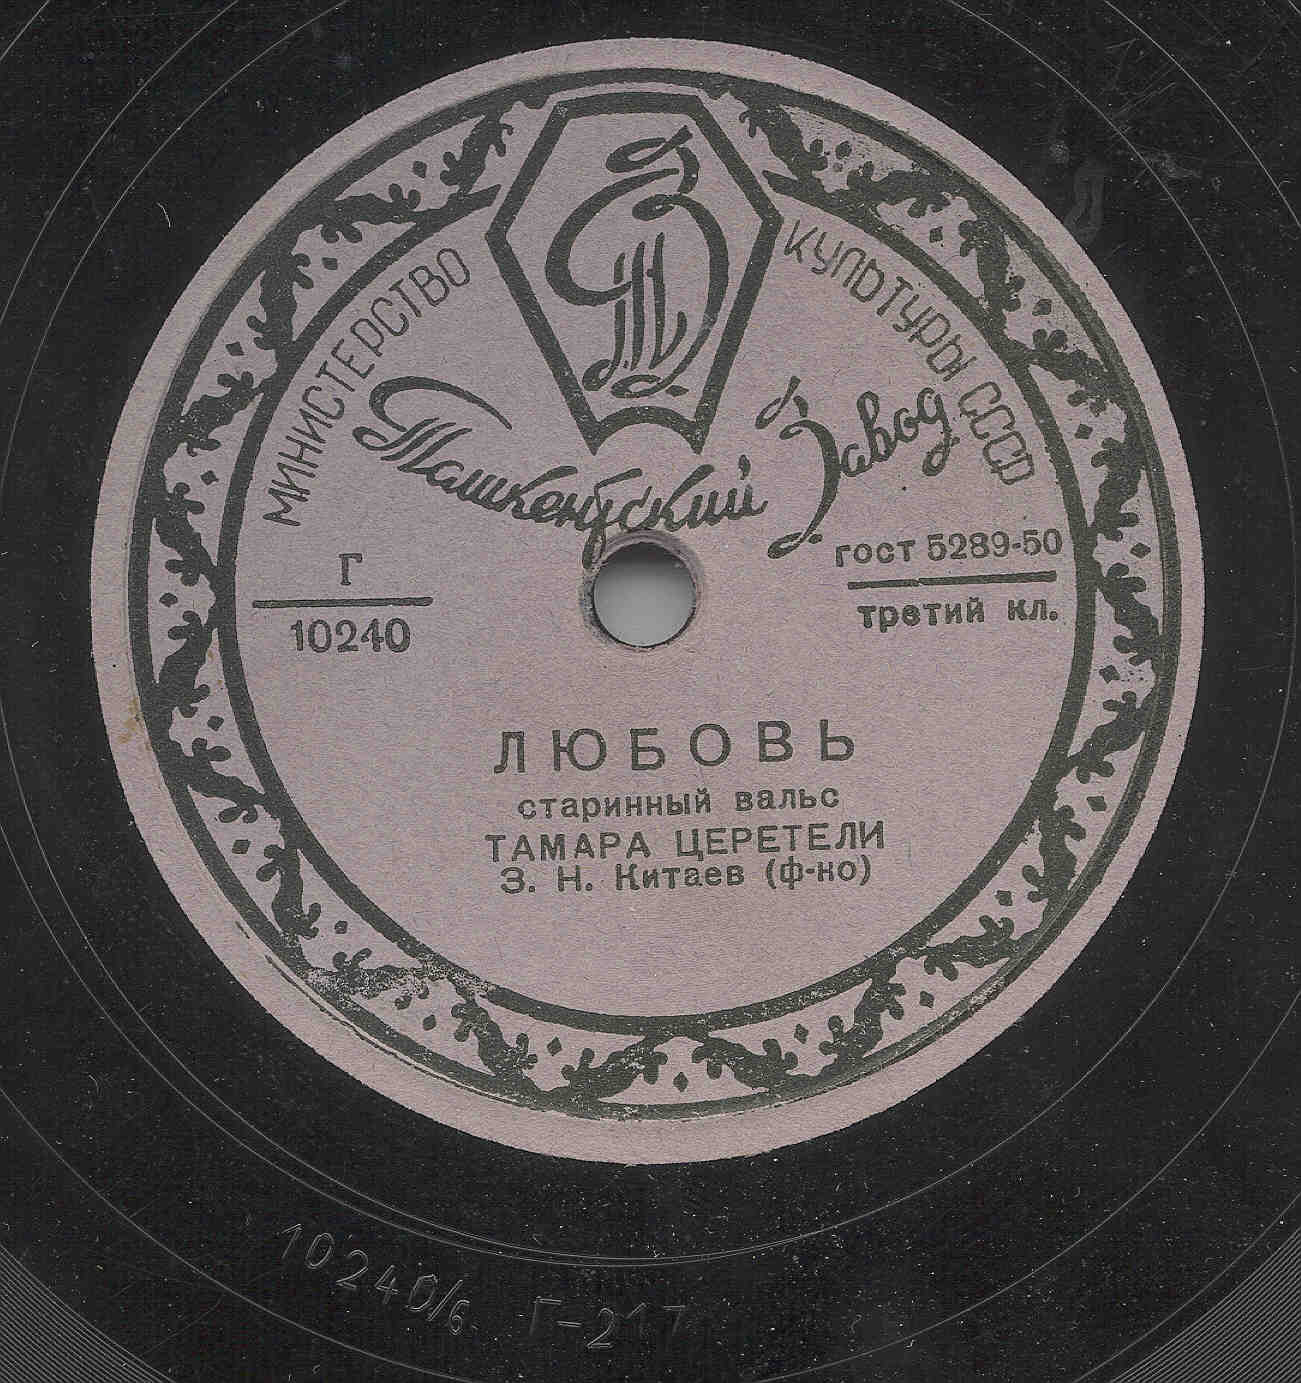 МИНИСТЕРСТВО КУЛЬТУРЫ СССР
Ташкентский Завод
Г
10240
ГОСТ 5289-50
третий кл.
ЛЮБОВЬ
старинный вальс
ТАМАРА ЦЕРЕТЕЛИ
З. Н. Китаев (ф-но)
10240/6. Г-217